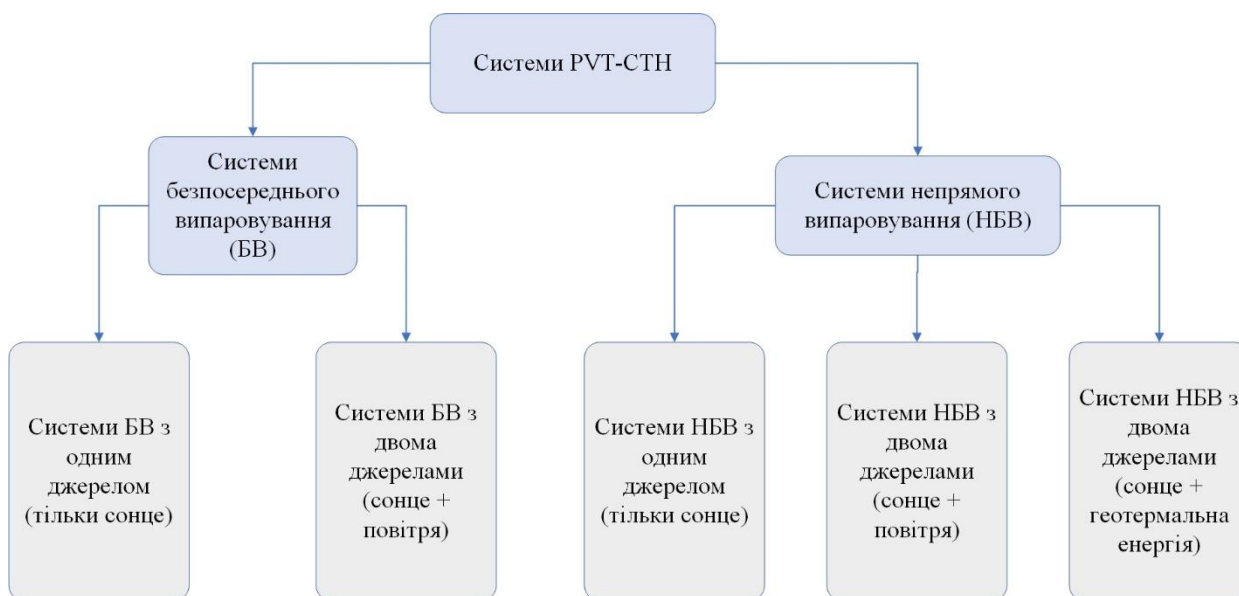 Системи PVT-СТН
Системи
безпосереднього
випаровування
(БВ)
Системи непрямого
випаровування (НБВ)
Системи БВ з
одним
джерелом
(тільки сонце)
Системи БВ з
двома
джерелами
(сонце +
повітря)
Системи НБВ з
одним
джерелом
(тільки сонце)
Системи НБВ з
двома
джерелами
(сонце +
повітря)
Системи НБВ з
двома
джерелами
(сонце +
геотермальна
енергія)